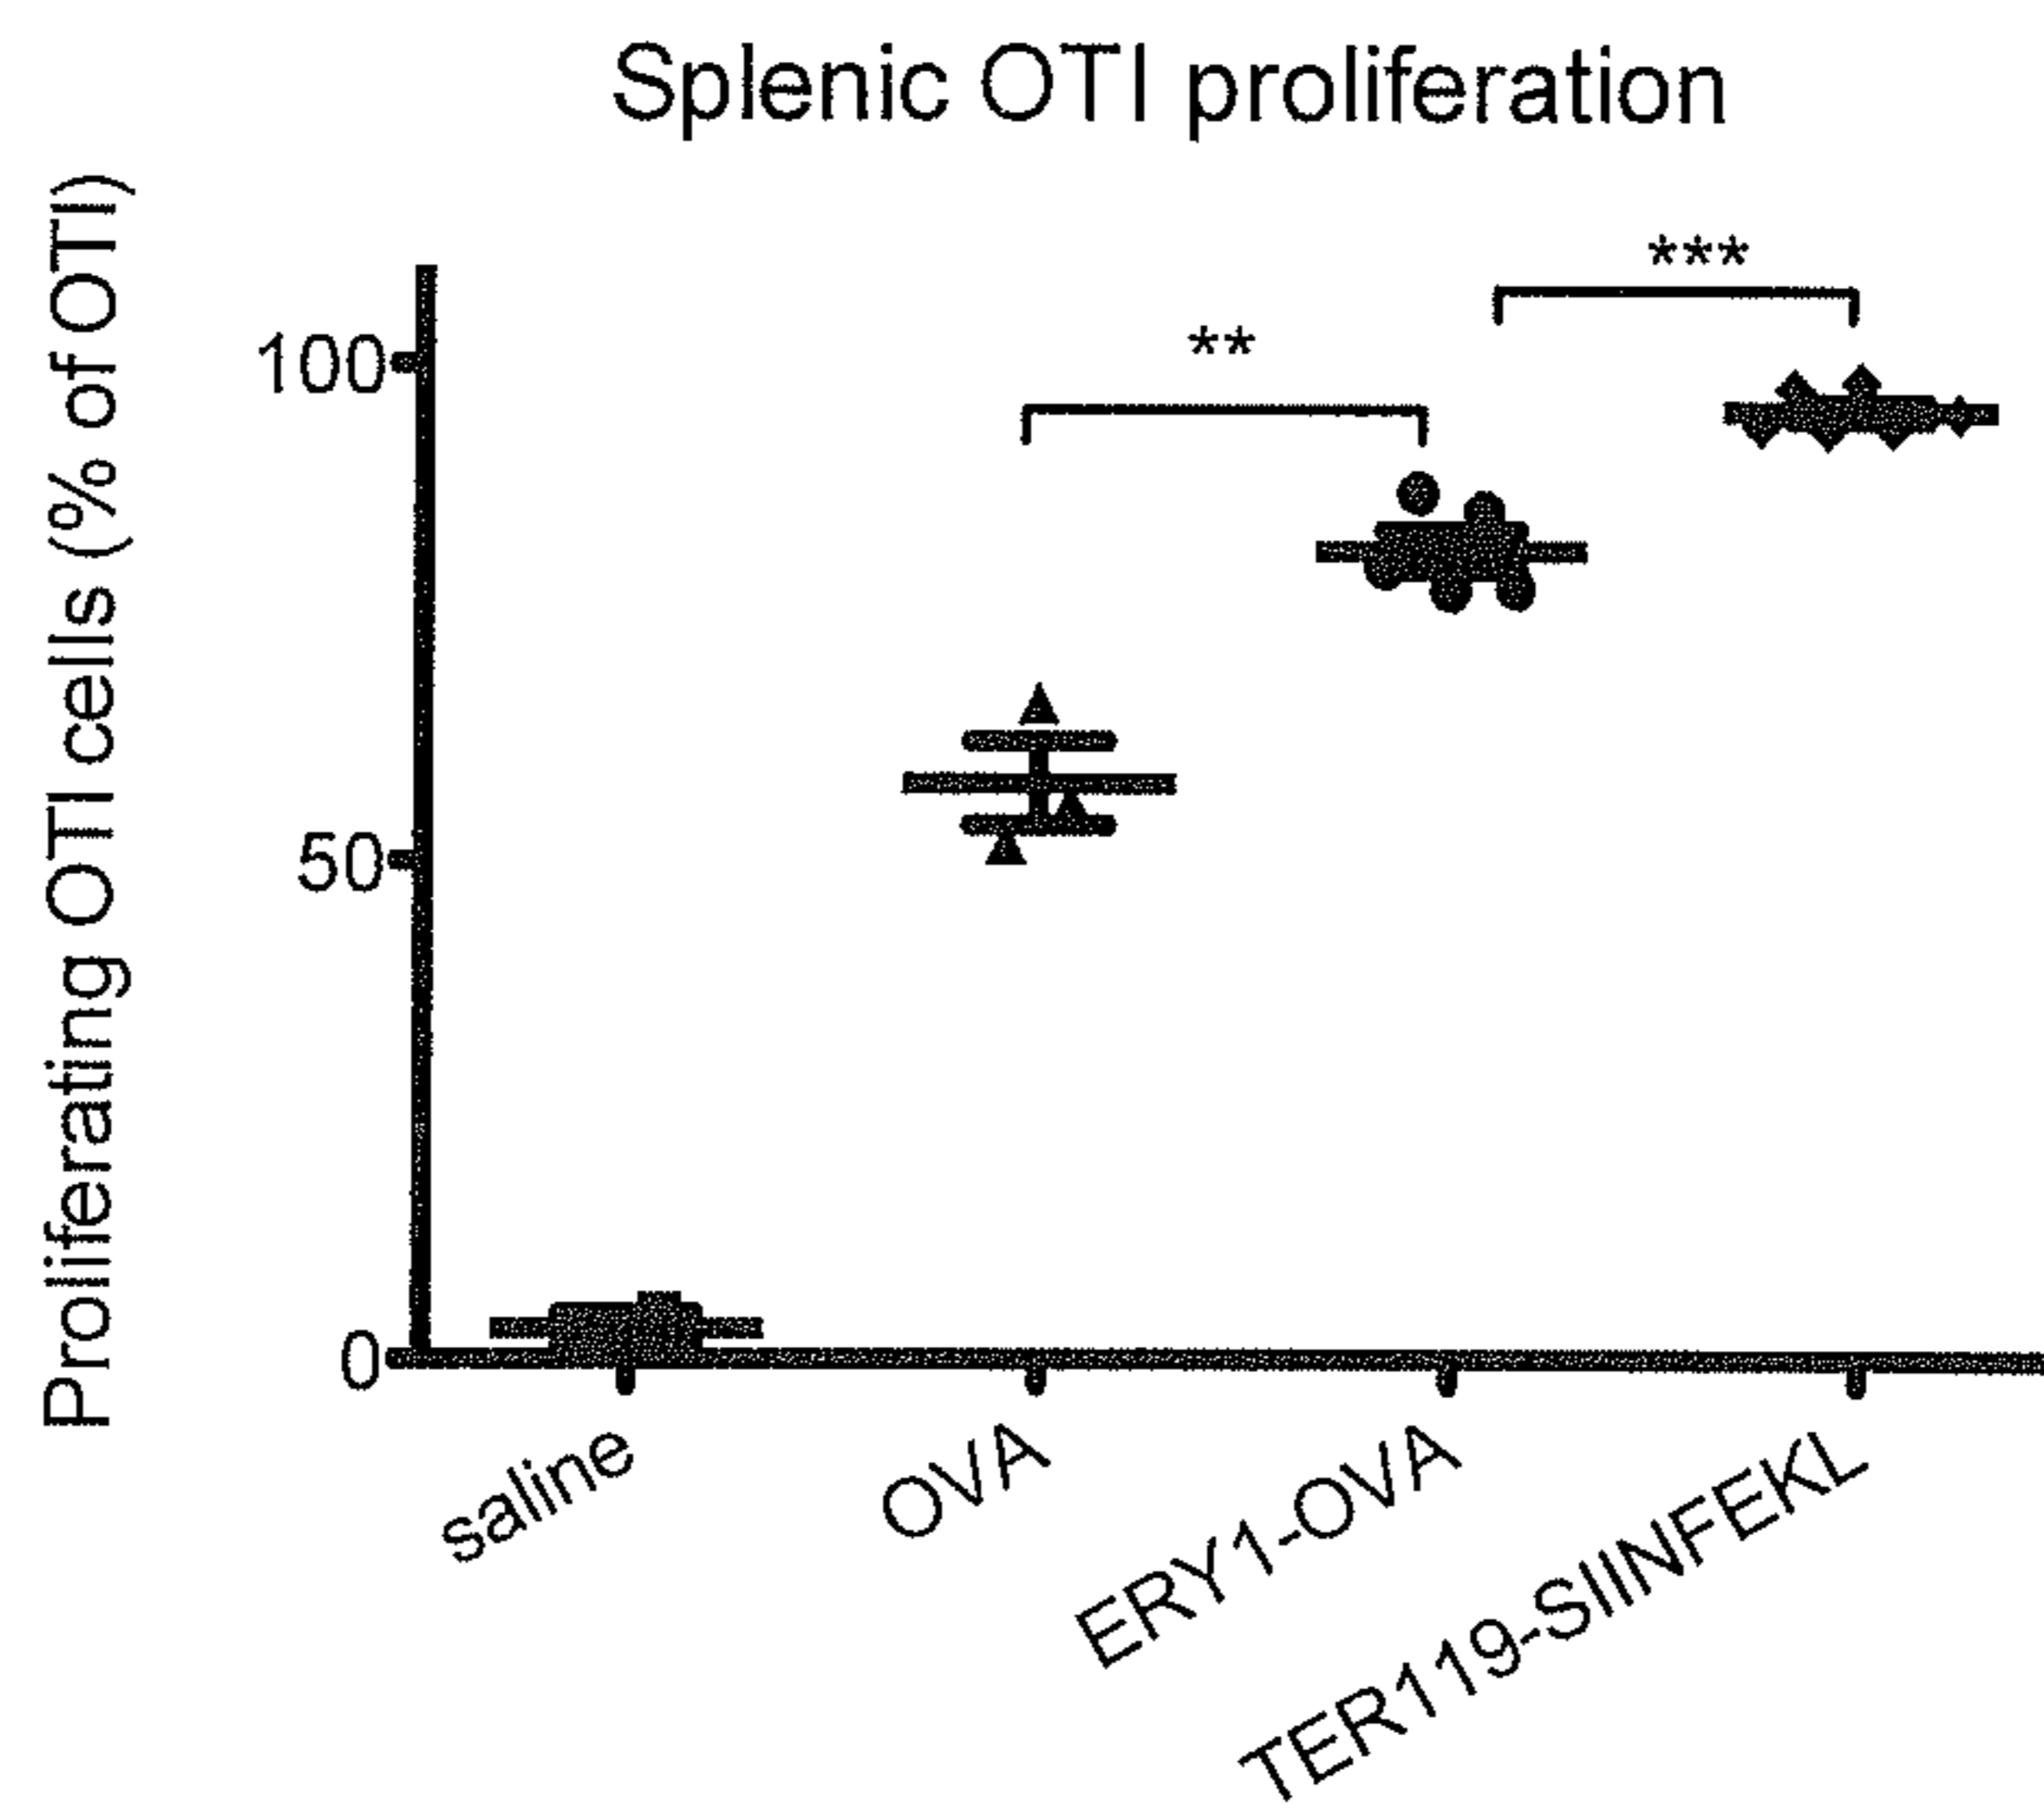 Splenic OTI proliferation
Proliferating OTI cells (% of OTI)
100
50
0
**
***
saline
OVA
ERY1-OVA
TER119-SIINFEKL